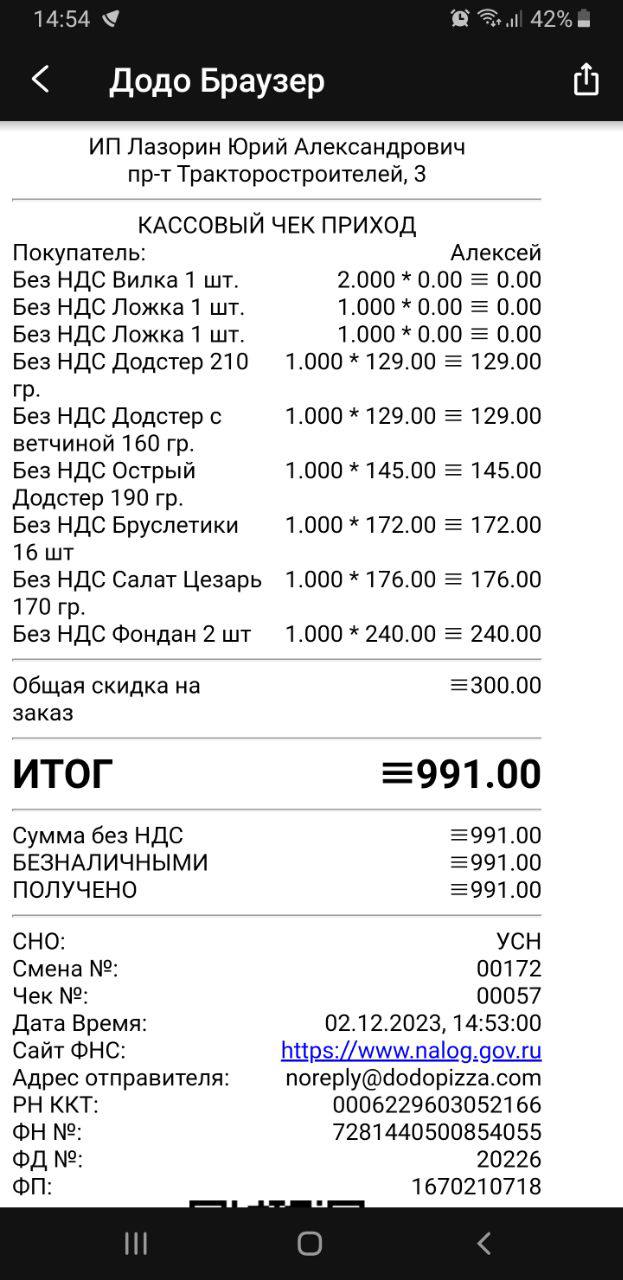 14:54 42%
Додо Браузер
ИП Лазорин Юрий Александрович
пр-т Тракторостроителей, 3
КАССОВЫЙ ЧЕК ПРИХОД
Покупатель: Алексей
Без НДС Вилка 1 шт. 2.000 * 0.00 ≡ 0.00
Без НДС Ложка 1 шт. 1.000 * 0.00 ≡ 0.00
Без НДС Ложка 1 шт. 1.000 * 0.00 ≡ 0.00
Без НДС Додстер 210 1.000 * 129.00 ≡ 129.00
гр.
Без НДС Додстер с 1.000 * 129.00 ≡ 129.00
ветчиной 160 гр.
Без НДС Острый 1.000 * 145.00 ≡ 145.00
Додстер 190 гр.
Без НДС Бруслетики 1.000 * 172.00 ≡ 172.00
16 шт
Без НДС Салат Цезарь 1.000 * 176.00 ≡ 176.00
170 гр.
Без НДС Фондан 2 шт 1.000 * 240.00 ≡ 240.00
Общая скидка на ≡300.00
заказ
ИТОГ ≡991.00
Сумма без НДС ≡991.00
БЕЗНАЛИЧНЫМИ ≡991.00
ПОЛУЧЕНО ≡991.00
СНО: УСН
Смена №: 00172
Чек №: 00057
Дата Время: 02.12.2023, 14:53:00
Сайт ФНС: https://www.nalog.gov.ru
Адрес отправителя: noreply@dodopizza.com
РН ККТ: 0006229603052166
ФН №: 7281440500854055
ФД №: 20226
ФП: 1670210718